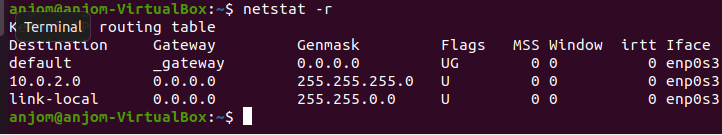 anjom@anjom-VirtualBox:~$ netstat -r
K Terminal routing table
Destination     Gateway         Genmask         Flags   MSS Window  irtt Iface
default         _gateway        0.0.0.0         UG        0 0          0 enp0s3
10.0.2.0        0.0.0.0         255.255.255.0   U         0 0          0 enp0s3
link-local      0.0.0.0         255.255.0.0     U         0 0          0 enp0s3
anjom@anjom-VirtualBox:~$